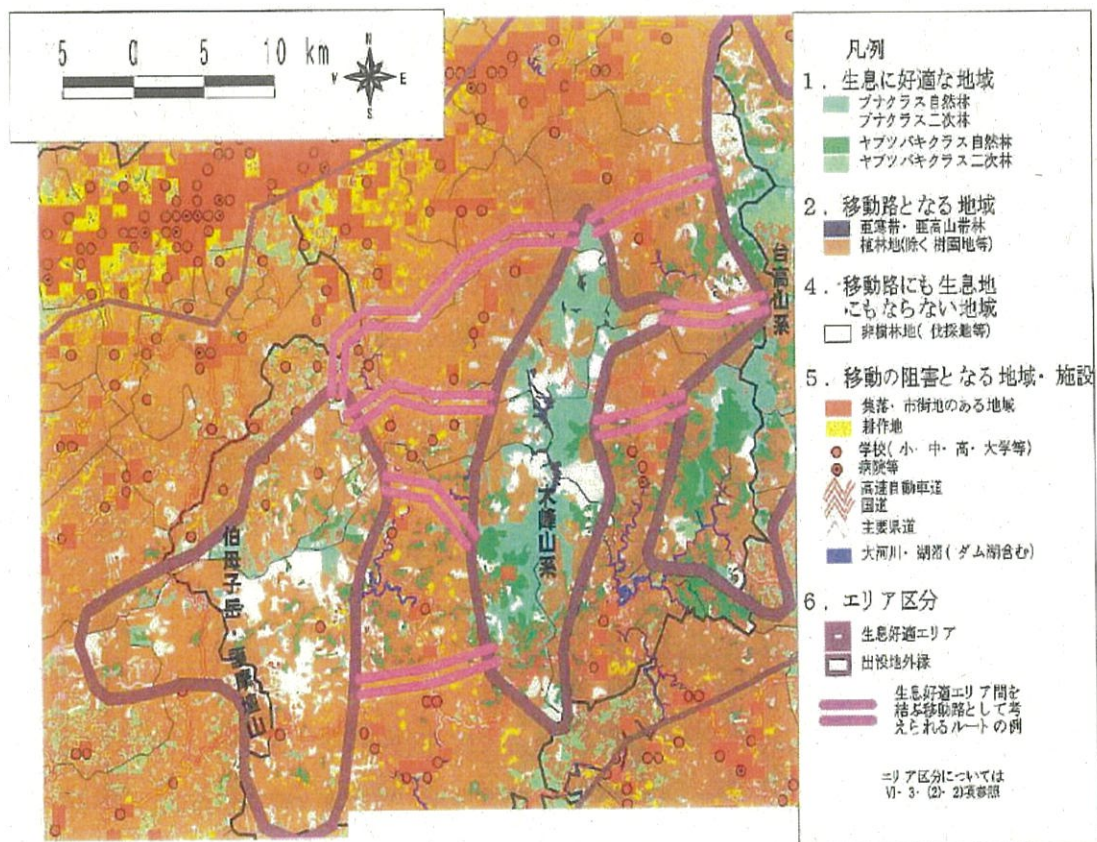 5 0 5 10 km
N
W E
S
凡例
1. 生息に好適な地域
ブナクラス自然林
ブナクラス二次林
ヤブツバキクラス自然林
ヤブツバキクラス二次林
2. 移動路となる地域
亜寒帯・亜高山帯林
植林地(除く樹園地等)
4. 移動路にも生息地
にもならない地域
非樹林地(伐採地等)
5. 移動の阻害となる地域・施設
集落・市街地のある地域
耕作地
学校(小・中・高・大学等)
病院等
高速自動車道
国道
主要県道
大河川・湖沼(ダム湖含む)
6. エリア区分
生息好適エリア
生息好適エリア間を
結ぶ移動路として考
えられるルートの例
エリア区分については
VI-3-(2)-2)項参照
台高山系
大峰山系
伯母子岳・